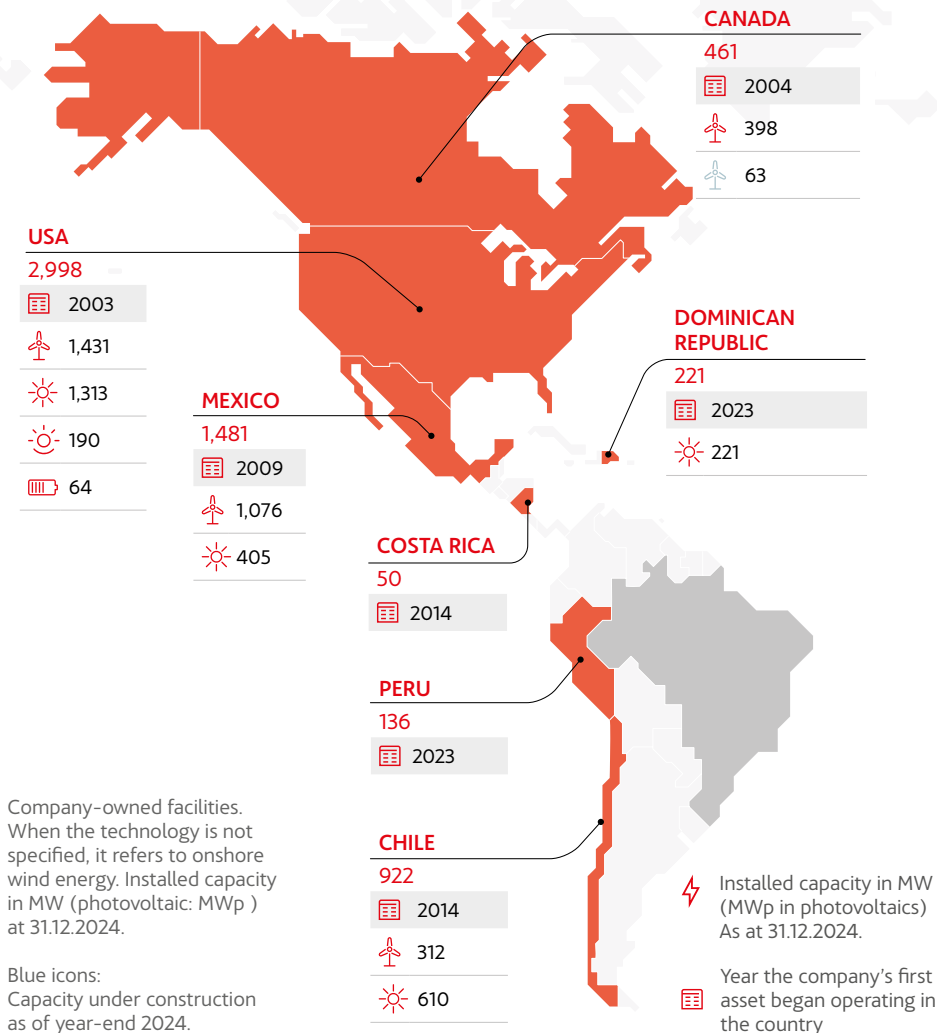 CANADA
461
2004
398
63
USA
2,998
2003
1,431
1,313
190
64
MEXICO
1,481
2009
1,076
405
DOMINICAN
REPUBLIC
221
2023
221
COSTA RICA
50
2014
PERU
136
2023
CHILE
922
2014
312
610
Company-owned facilities.
When the technology is not
specified, it refers to onshore
wind energy. Installed capacity
in MW (photovoltaic: MWp )
at 31.12.2024.
Blue icons:
Capacity under construction
as of year-end 2024.
Installed capacity in MW
(MWp in photovoltaics)
As at 31.12.2024.
Year the company’s first
asset began operating in
the country